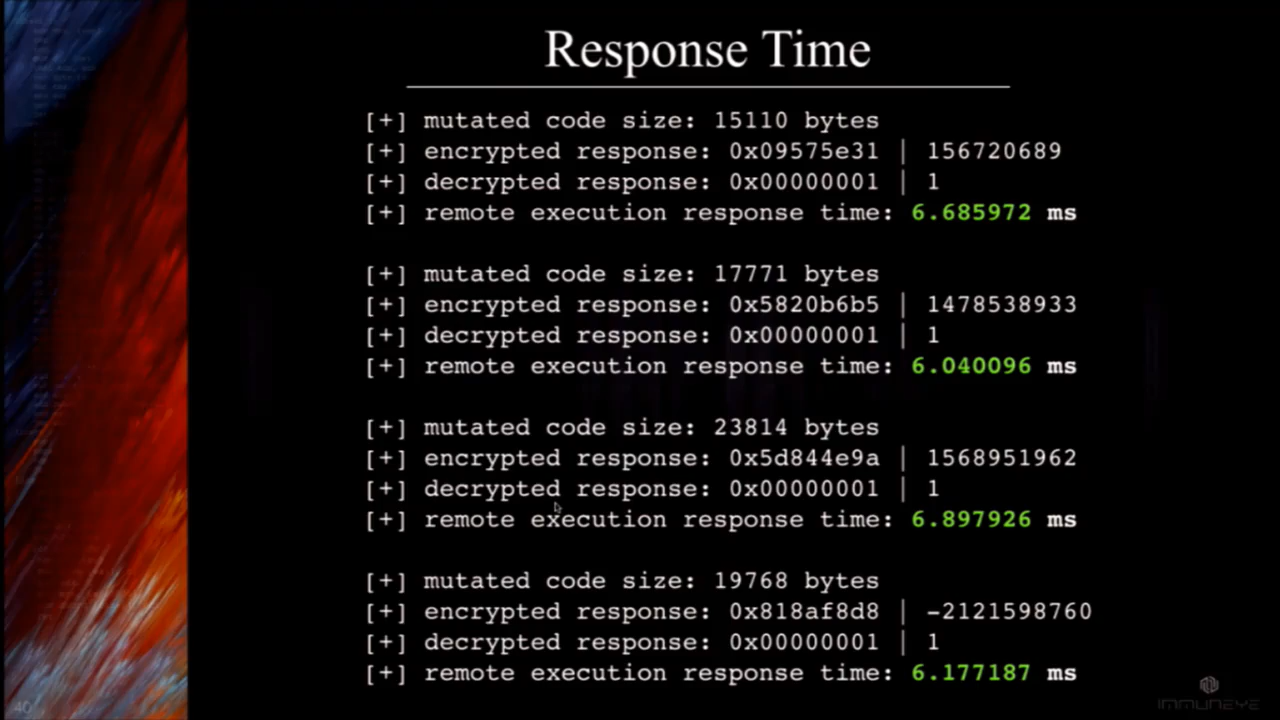 Response Time
[+] mutated code size: 15110 bytes
[+] encrypted response: 0x09575e31 | 156720689
[+] decrypted response: 0x00000001 | 1
[+] remote execution response time: 6.685972 ms
[+] mutated code size: 17771 bytes
[+] encrypted response: 0x5820b6b5 | 1478538933
[+] decrypted response: 0x00000001 | 1
[+] remote execution response time: 6.040096 ms
[+] mutated code size: 23814 bytes
[+] encrypted response: 0x5d844e9a | 1568951962
[+] decrypted response: 0x00000001 | 1
[+] remote execution response time: 6.897926 ms
[+] mutated code size: 19768 bytes
[+] encrypted response: 0x818af8d8 | -2121598760
[+] decrypted response: 0x00000001 | 1
[+] remote execution response time: 6.177187 ms
40
IMMUNEYE